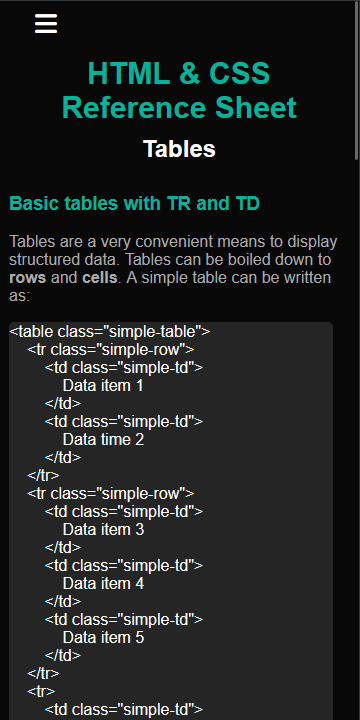 HTML & CSS
Reference Sheet
Tables
Basic tables with TR and TD
Tables are a very convenient means to display
structured data. Tables can be boiled down to
rows and cells. A simple table can be written
as:
<table class="simple-table">
<tr class="simple-row">
<td class="simple-td">
Data item 1
</td>
<td class="simple-td">
Data time 2
</td>
</tr>
<tr class="simple-row">
<td class="simple-td">
Data item 3
</td>
<td class="simple-td">
Data item 4
</td>
<td class="simple-td">
Data item 5
</td>
</tr>
<tr>
<td class="simple-td">